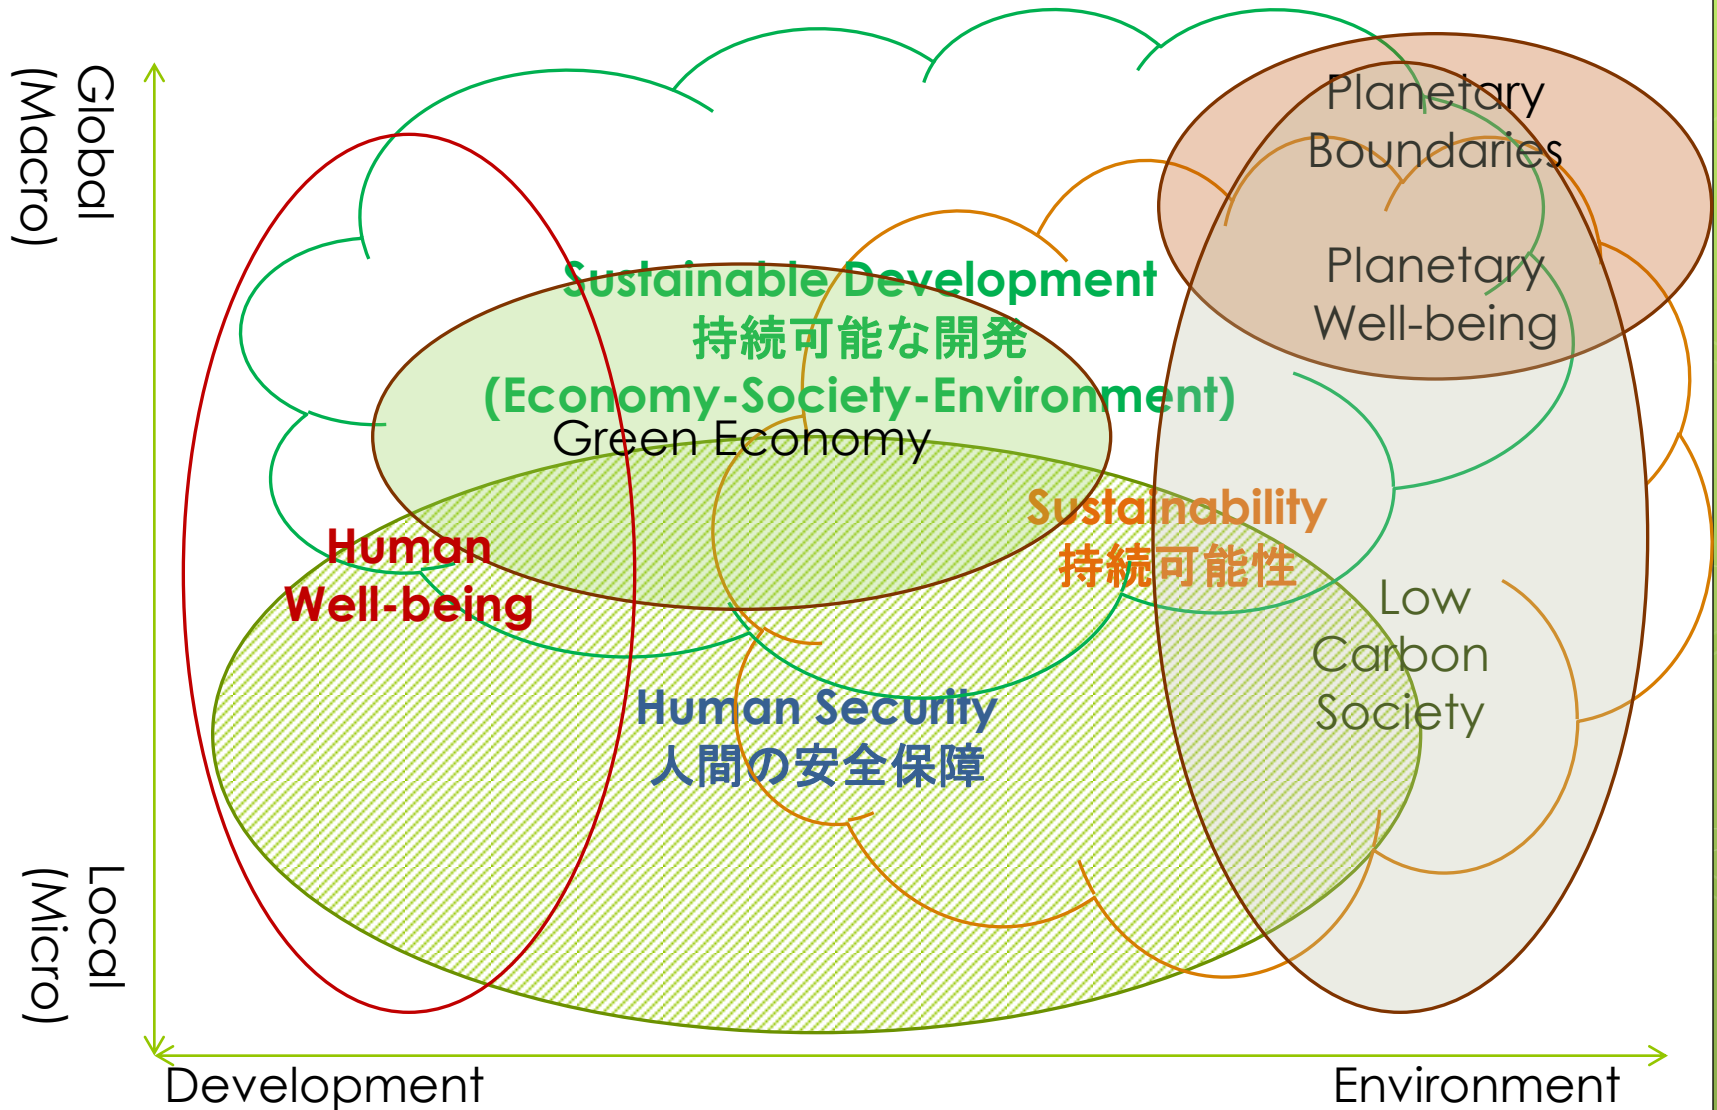 Global
(Macro)
Planetary
Boundaries
Planetary
Well-being
Sustainable Development
持続可能な開発
(Economy-Society-Environment)
Green Economy
Sustainability
持続可能性
Human
Well-being
Low
Carbon
Society
Human Security
人間の安全保障
Local
(Micro)
Development
Environment